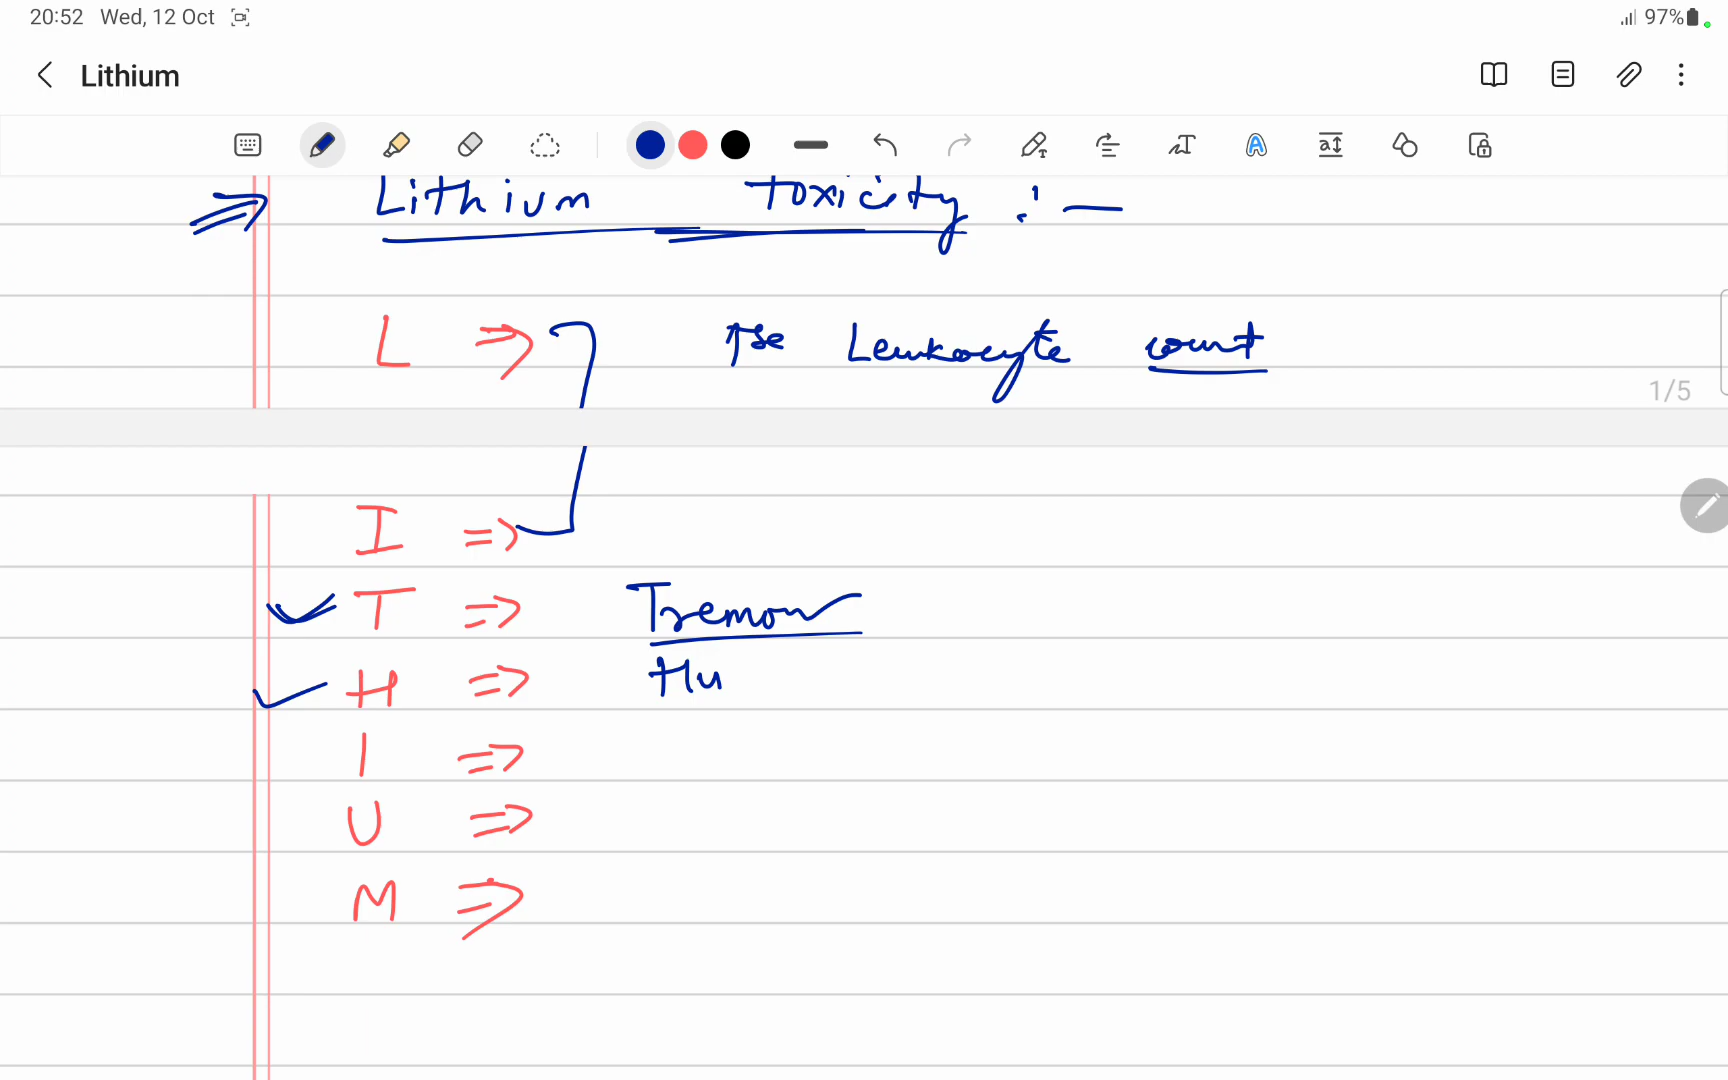 20:52 Wed, 12 Oct 97%
Lithium
Lithium toxicity :-
L ⇒ ↑se Leukocyte count
1/5
I ⇒
T ⇒ Tremor
H ⇒ Hu
I ⇒
U ⇒
M ⇒